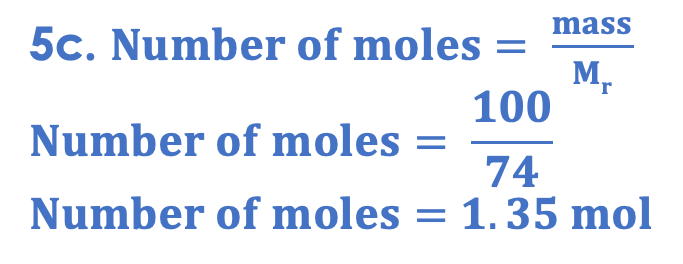 5c. Number of moles = mass / Mᵣ
Number of moles = 100 / 74
Number of moles = 1.35 mol